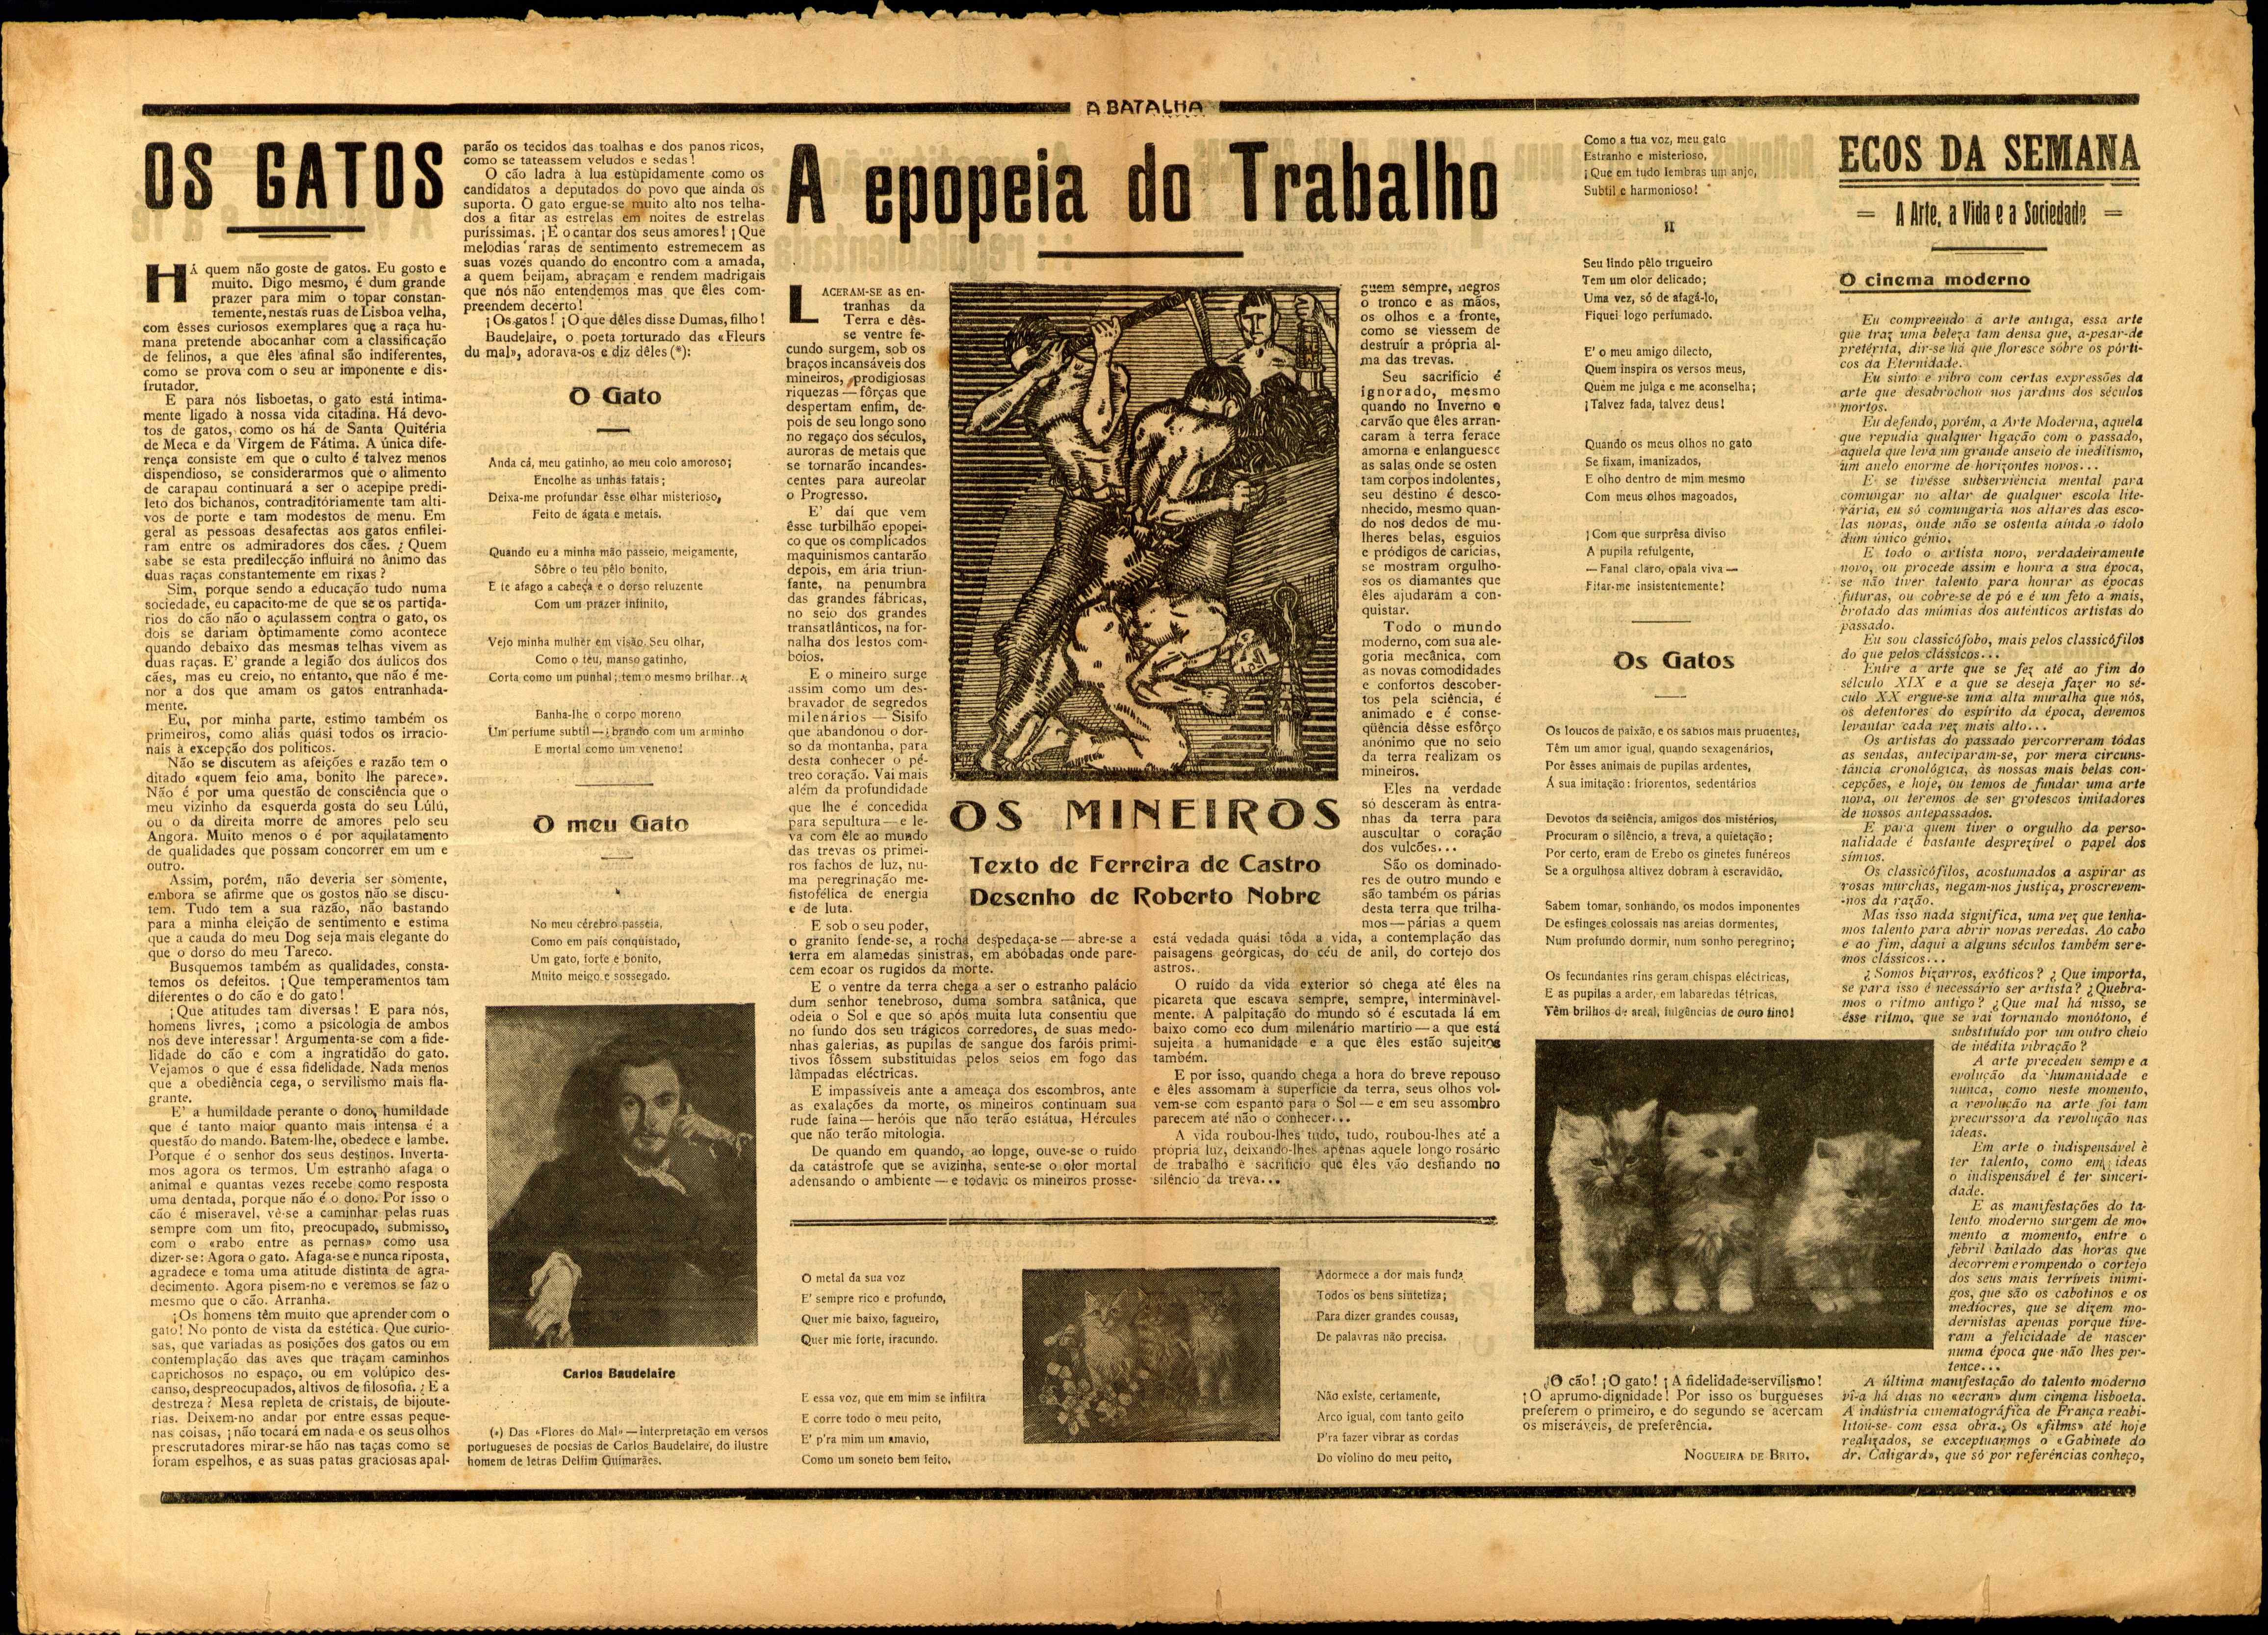 A BATALHA
OS GATOS
HÁ quem não goste de gatos. Eu gosto e
muito. Digo mesmo, é dum grande
prazer para mim o topar constan-
temente, nestas ruas de Lisboa velha,
com êsses curiosos exemplares que a raça hu-
mana pretende abocanhar com a classificação
de felinos, a que êles afinal são indiferentes,
como se prova com o seu ar imponente e dis-
frutador.
E para nós lisboetas, o gato está intima-
mente ligado à nossa vida citadina. Há devo-
tos de gatos, como os há de Santa Quitéria
de Meca e da Virgem de Fátima. A única dife-
rença consiste em que o culto é talvez menos
dispendioso, se considerarmos que o alimento
de carapau continuará a ser o acepipe predi-
leto dos bichanos, contraditóriamente tam alti-
vos de porte e tam modestos de menu. Em
geral as pessoas desafectas aos gatos enfilei-
ram entre os admiradores dos cães. ¿ Quem
sabe se esta predilecção influirá no ânimo das
duas raças constantemente em rixas ?
Sim, porque sendo a educação tudo numa
sociedade, eu capacito-me de que se os partida-
rios do cão não o açulassem contra o gato, os
dois se dariam òptimamente como acontece
quando debaixo das mesmas telhas vivem as
duas raças. E' grande a legião dos áulicos dos
cães, mas eu creio, no entanto, que não é me-
nor a dos que amam os gatos entranhada-
mente.
Eu, por minha parte, estimo também os
primeiros, como aliás quási todos os irracio-
nais à excepção dos políticos.
Não se discutem as afeições e razão tem o
ditado «quem feio ama, bonito lhe parece».
Não é por uma questão de consciência que o
meu vizinho da esquerda gosta do seu Lúlú,
ou o da direita morre de amores pelo seu
Angora. Muito menos o é por aquilatamento
de qualidades que possam concorrer em um e
outro.
Assim, porém, não deveria ser sòmente,
embora se afirme que os gostos não se discu-
tem. Tudo tem a sua razão, não bastando
para a minha eleição de sentimento e estima
que a cauda do meu Dog seja mais elegante do
que o dorso do meu Tareco.
Busquemos também as qualidades, consta-
temos os defeitos. ¡ Que temperamentos tam
diferentes o do cão e do gato!
¡ Que atitudes tam diversas! E para nós,
homens livres, ¡ como a psicologia de ambos
nos deve interessar! Argumenta-se com a fide-
lidade do cão e com a ingratidão do gato.
Vejamos o que é essa fidelidade. Nada menos
que a obediência cega, o servilismo mais fla-
grante.
E' a humildade perante o dono, humildade
que é tanto maior quanto mais intensa é a
questão do mando. Batem-lhe, obedece e lambe.
Porque é o senhor dos seus destinos. Inverta-
mos agora os termos. Um estranho afaga o
animal e quantas vezes recebe como resposta
uma dentada, porque não é o dono. Por isso o
cão é miserável, vê-se a caminhar pelas ruas
sempre com um fito, preocupado, submisso,
com o «rabo entre as pernas» como usa
dizer-se: Agora o gato. Afaga-se e nunca riposta,
agradece e toma uma atitude distinta de agra-
decimento. Agora pisem-no e veremos se faz o
mesmo que o cão. Arranha.
¡Os homens têm muito que aprender com o
gato! No ponto de vista da estética. Que curio-
sas, que variadas as posições dos gatos ou em
contemplação das aves que traçam caminhos
caprichosos no espaço, ou em volúpico des-
canso, despreocupados, altivos de filosofia. ¿ E a
destreza ? Mesa repleta de cristais, de bijoute-
rias. Deixem-no andar por entre essas peque-
nas coisas, ¡ não tocará em nada e os seus olhos
prescrutadores mirar-se hão nas taças como se
foram espelhos, e as suas patas graciosas apal-
parão os tecidos das toalhas e dos panos ricos,
como se tateassem veludos e sedas !
O cão ladra à lua estùpidamente como os
candidatos a deputados do povo que ainda os
suporta. O gato ergue-se muito alto nos telha-
dos a fitar as estrelas em noites de estrelas
puríssimas. ¡ E o cantar dos seus amores! ¡ Que
melodias raras de sentimento estremecem as
suas vozes quando do encontro com a amada,
a quem beijam, abraçam e rendem madrigais
que nós não entendemos mas que êles com-
preendem decerto!
¡ Os gatos! ¡ O que dêles disse Dumas, filho!
Baudelaire, o poeta torturado das «Fleurs
du mal», adorava-os e diz dêles (*):
O Gato
Anda cá, meu gatinho, ao meu colo amoroso;
Encolhe as unhas fatais ;
Deixa-me profundar êsse olhar misterioso,
Feito de ágata e metais.
Quando eu a minha mão passeio, meigamente,
Sôbre o teu pêlo bonito,
E te afago a cabeça e o dorso reluzente
Com um prazer infinito,
Vejo minha mulher em visão. Seu olhar,
Como o teu, manso gatinho,
Corta como um punhal ; tem o mesmo brilhar...
Banha-lhe o corpo moreno
Um perfume subtil — ¡ brando com um arminho
E mortal como um veneno!
O meu Gato
No meu cérebro passeia,
Como em país conquistado,
Um gato, forte e bonito,
Muito meigo e sossegado.
Carlos Baudelaire
(*) Das «Flores do Mal» — interpretação em versos
portugueses de poesias de Carlos Baudelaire, do ilustre
homem de letras Delfim Guimarães.
A epopeia do Trabalho
LACERAM-SE as en-
tranhas da
Terra e dês-
se ventre fe-
cundo surgem, sob os
braços incansáveis dos
mineiros, prodigiosas
riquezas — fôrças que
despertam enfim, de-
pois de seu longo sono
no regaço dos séculos,
auroras de metais que
se tornarão incandes-
centes para aureolar
o Progresso.
E' daí que vem
êsse turbilhão epopei-
co que os complicados
maquinismos cantarão
depois, em ária triun-
fante, na penumbra
das grandes fábricas,
no seio dos grandes
transatlânticos, na for-
nalha dos lestos com-
boios.
E o mineiro surge
assim como um des-
bravador de segredos
milenários — Sisifo
que abandonou o dor-
so da montanha, para
desta conhecer o pé-
treo coração. Vai mais
além da profundidade
que lhe é concedida
para sepultura — e le-
va com êle ao mundo
das trevas os primei-
ros fachos de luz, nu-
ma peregrinação me-
fistofélica de energia
e de luta.
E sob o seu poder,
o granito fende-se, a rocha despedaça-se — abre-se a
terra em alamedas sinistras, em abóbadas onde pare-
cem ecoar os rugidos da morte.
E o ventre da terra chega a ser o estranho palácio
dum senhor tenebroso, duma sombra satânica, que
odeia o Sol e que só após muita luta consentiu que
no fundo dos seu trágicos corredores, de suas medo-
nhas galerias, as pupilas de sangue dos faróis primi-
tivos fôssem substituídas pelos seios em fogo das
lâmpadas eléctricas.
E impassíveis ante a ameaça dos escombros, ante
as exalações da morte, os mineiros continuam sua
rude faina — heróis que não terão estátua, Hércules
que não terão mitologia.
De quando em quando, ao longe, ouve-se o ruído
da catástrofe que se avizinha, sente-se o olor mortal
adensando o ambiente — e todavia os mineiros prosse-
OS MINEIROS
Texto de Ferreira de Castro
Desenho de Roberto Nobre
guem sempre, negros
o tronco e as mãos,
os olhos e a fronte,
como se viessem de
destruír a própria al-
ma das trevas.
Seu sacrifício é
ignorado, mesmo
quando no Inverno o
carvão que êles arran-
caram à terra ferace
amorna e enlanguesce
as salas onde se osten
tam corpos indolentes,
seu destino é desco-
nhecido, mesmo quan-
do nos dedos de mu-
lheres belas, esguios
e pródigos de carícias,
se mostram orgulho-
sos os diamantes que
êles ajudaram a con-
quistar.
Todo o mundo
moderno, com sua ale-
goria mecânica, com
as novas comodidades
e confortos descober-
tos pela sciência, é
animado e é conse-
qüência dêsse esfôrço
anónimo que no seio
da terra realizam os
mineiros.
Eles na verdade
só desceram às entra-
nhas da terra para
auscultar o coração
dos vulcões...
São os dominado-
res de outro mundo e
são também os párias
desta terra que trilha-
mos — párias a quem
está vedada quási tôda a vida, a contemplação das
paisagens geórgicas, do céu de anil, do cortejo dos
astros.
O ruído da vida exterior só chega até êles na
picareta que escava sempre, sempre, interminàvel-
mente. A palpitação do mundo só é escutada lá em
baixo como eco dum milenário martírio — a que está
sujeita a humanidade e a que êles estão sujeitos
também.
E por isso, quando chega a hora do breve repouso
e êles assomam à superfície da terra, seus olhos vol-
vem-se com espanto para o Sol — e em seu assombro
parecem até não o conhecer...
A vida roubou-lhes tudo, tudo, roubou-lhes até a
própria luz, deixando-lhes apenas aquele longo rosário
de trabalho e sacrifício que êles vão desfiando no
silêncio da treva...
O metal da sua voz
E' sempre rico e profundo,
Quer mie baixo, fagueiro,
Quer mie forte, iracundo.
E essa voz, que em mim se infiltra
E corre todo o meu peito,
E' p'ra mim um amavio,
Como um soneto bem feito.
Adormece a dor mais funda
Todos os bens sintetiza;
Para dizer grandes cousas,
De palavras não precisa.
Não existe, certamente,
Arco igual, com tanto geito
P'ra fazer vibrar as cordas
Do violino do meu peito,
Como a tua voz, meu gato
Estranho e misterioso,
¡ Que em tudo lembras um anjo,
Subtil e harmonioso!
II
Seu lindo pêlo trigueiro
Tem um olor delicado;
Uma vez, só de afagá-lo,
Fiquei logo perfumado.
E' o meu amigo dilecto,
Quem inspira os versos meus,
Quem me julga e me aconselha;
¡ Talvez fada, talvez deus!
Quando os meus olhos no gato
Se fixam, imanizados,
E olho dentro de mim mesmo
Com meus olhos magoados,
¡ Com que surprêsa diviso
A pupila refulgente,
— Fanal claro, opala viva —
Fitar-me insistentemente!
Os Gatos
Os loucos de paixão, e os sábios mais prudentes,
Têm um amor igual, quando sexagenários,
Por êsses animais de pupilas ardentes,
Á sua imitação: friorentos, sedentários
Devotos da sciência, amigos dos mistérios,
Procuram o silêncio, a treva, a quietação;
Por certo, eram de Erebo os ginetes funéreos
Se a orgulhosa altivez dobram à escravidão.
Sabem tomar, sonhando, os modos imponentes
De esfinges colossais nas areias dormentes,
Num profundo dormir, num sonho peregrino;
Os fecundantes rins geram chispas eléctricas,
E as pupilas a arder, em labaredas tétricas,
Têm brilhos de areal, fulgências de ouro fino!
¡O cão! ¡O gato! ¡ A fidelidade-servilismo!
¡O aprumo-dignidade! Por isso os burgueses
preferem o primeiro, e do segundo se acercam
os miseráveis, de preferência.
NOGUEIRA DE BRITO.
ECOS DA SEMANA
A Arte, a Vida e a Sociedade
O cinema moderno
Eu compreendo a arte antiga, essa arte
que traz uma beleza tam densa que, a-pesar-de
pretérita, dir-se há que floresce sôbre os pórti-
cos da Eternidade.
Eu sinto e vibro com certas expressões da
arte que desabrochou nos jardins dos séculos
mortos.
Eu defendo, porém, a Arte Moderna, aquela
que repudia qualquer ligação com o passado,
aquela que leva um grande anseio de ineditismo,
um anelo enorme de horizontes novos...
E se tivésse subserviência mental para
comungar no altar de qualquer escola lite-
rária, eu só comungaria nos altares das esco-
las novas, onde não se ostenta ainda o ídolo
dum único génio.
E todo o artista novo, verdadeiramente
novo, ou procede assim e honra a sua época,
se não tiver talento para honrar as épocas
futuras, ou cobre-se de pó e é um feto a mais,
brotado das múmias dos autênticos artistas do
passado.
Eu sou classicófobo, mais pelos classicófilos
do que pelos clássicos...
Entre a arte que se fez até ao fim do
sélculo XIX e a que se deseja fazer no sé-
culo XX ergue-se uma alta muralha que nós,
os detentores do espírito da época, devemos
levantar cada vez mais alto...
Os artistas do passado percorreram tôdas
as sendas, anteciparam-se, por mera circuns-
tância cronológica, às nossas mais belas con-
cepções, e hoje, ou temos de fundar uma arte
nova, ou teremos de ser grotescos imitadores
de nossos antepassados.
E para quem tiver o orgulho da perso-
nalidade é bastante desprezível o papel dos
símios.
Os classicófilos, acostumados a aspirar as
rosas murchas, negam-nos justiça, proscrevem-
-nos da razão.
Mas isso nada significa, uma vez que tenha-
mos talento para abrir novas veredas. Ao cabo
e ao fim, daqui a alguns séculos também sere-
mos clássicos...
¿ Somos bizarros, exóticos? ¿ Que importa,
se para isso é necessário ser artista? ¿Quebra-
mos o ritmo antigo? ¿Que mal há nisso, se
êsse ritmo, que se vai tornando monótono, é
substituído por um outro cheio
de inédita vibração ?
A arte precedeu sempre a
evolução da humanidade e
nunca, como neste momento,
a revolução na arte foi tam
precurssora da revolução nas
ideas.
Em arte o indispensável è
ter talento, como em ideas
o indispensável é ter sinceri-
dade.
E as manifestações do ta-
lento moderno surgem de mo-
mento a momento, entre o
febril bailado das horas que
decorrem e rompendo o cortejo
dos seus mais terríveis inimi-
gos, que são os cabotinos e os
medíocres, que se dizem mo-
dernistas apenas porque tive-
ram a felicidade de nascer
numa época que não lhes per-
tence...
A última manifestação do talento moderno
vi-a há dias no «ecran» dum cinema lisboeta.
A indústria cinematográfica de França reabi-
litou-se com essa obra. Os «films» até hoje
realizados, se exceptuarmos o «Gabinete do
dr. Caligard», que só por referências conheço,